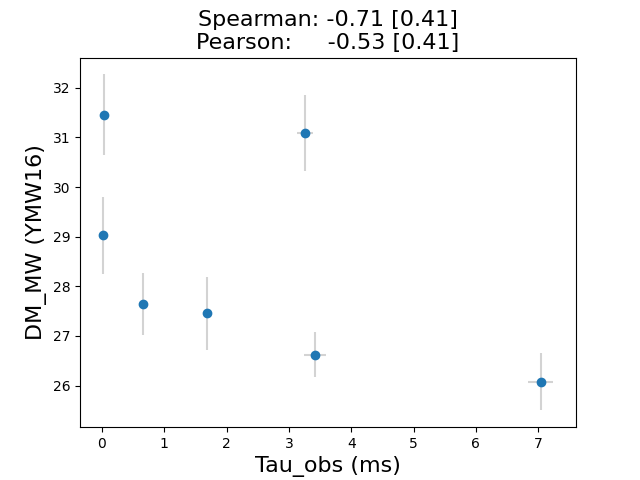 Spearman: -0.71 [0.41]
Pearson: -0.53 [0.41]
32
31
30
29
28
27
26
DM_MW (YMW16)
0 1 2 3 4 5 6 7
Tau_obs (ms)